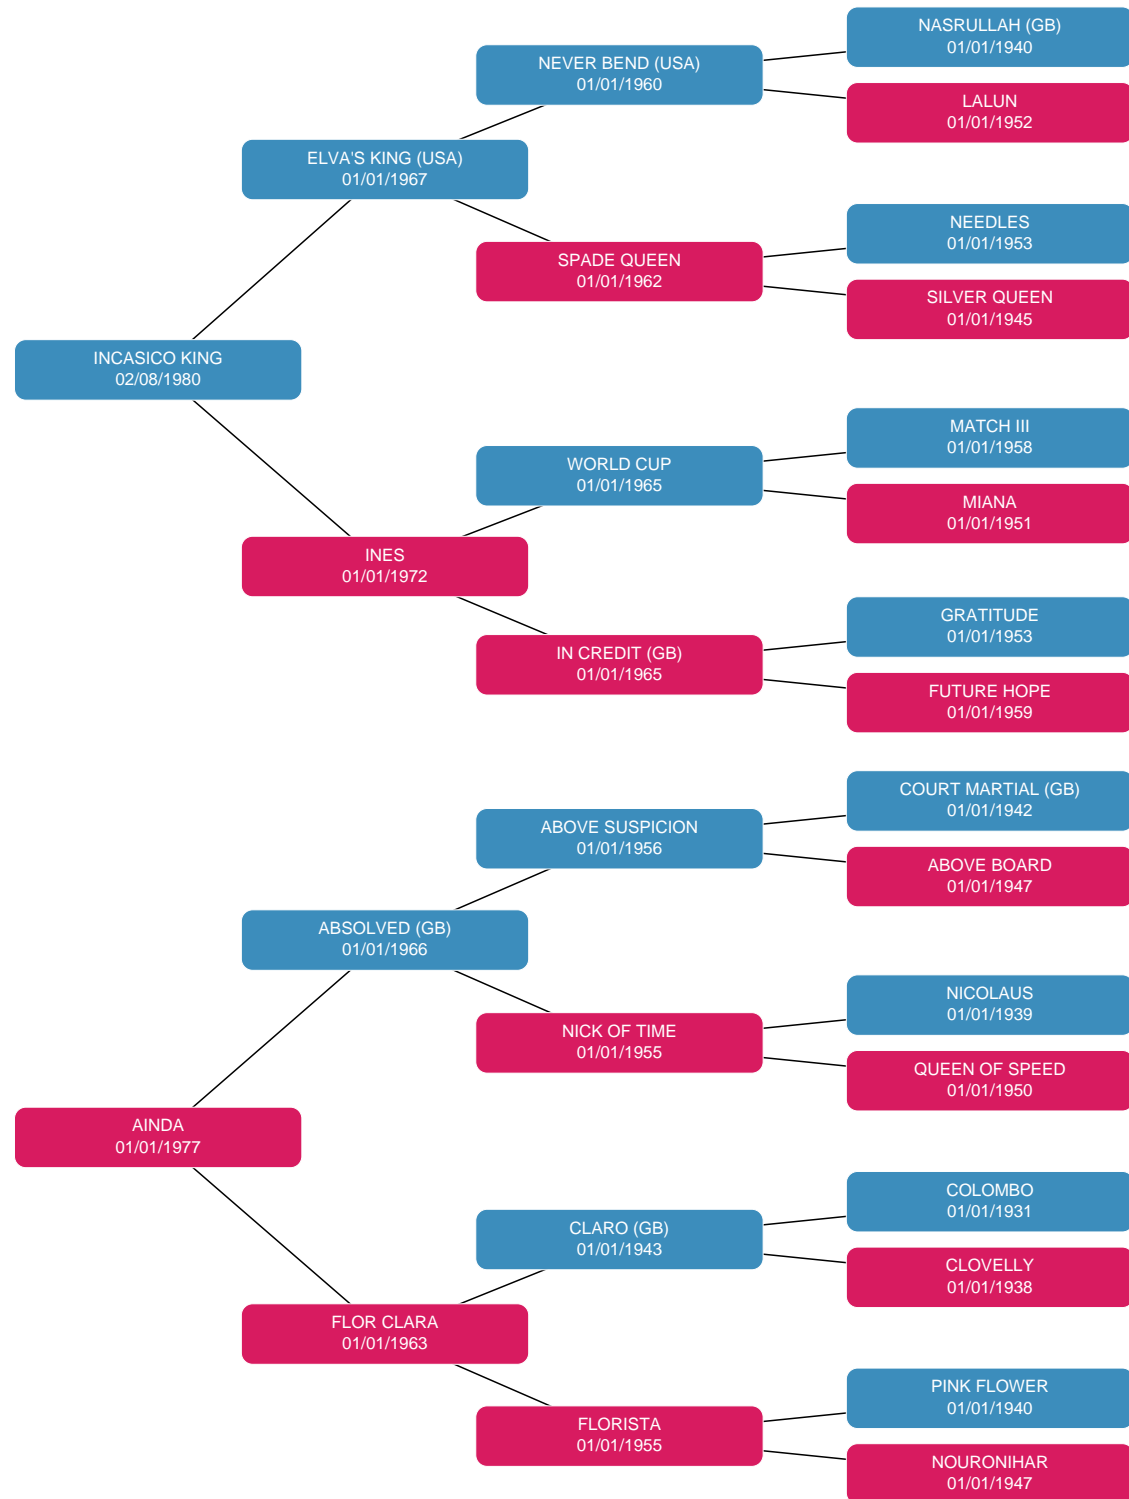 NASRULLAH (GB)
01/01/1940
NEVER BEND (USA)
01/01/1960
LALUN
01/01/1952
ELVA'S KING (USA)
01/01/1967
NEEDLES
01/01/1953
SPADE QUEEN
01/01/1962
SILVER QUEEN
01/01/1945
INCASICO KING
02/08/1980
MATCH III
01/01/1958
WORLD CUP
01/01/1965
MIANA
01/01/1951
INES
01/01/1972
GRATITUDE
01/01/1953
IN CREDIT (GB)
01/01/1965
FUTURE HOPE
01/01/1959
COURT MARTIAL (GB)
01/01/1942
ABOVE SUSPICION
01/01/1956
ABOVE BOARD
01/01/1947
ABSOLVED (GB)
01/01/1966
NICOLAUS
01/01/1939
NICK OF TIME
01/01/1955
QUEEN OF SPEED
01/01/1950
AINDA
01/01/1977
COLOMBO
01/01/1931
CLARO (GB)
01/01/1943
CLOVELLY
01/01/1938
FLOR CLARA
01/01/1963
PINK FLOWER
01/01/1940
FLORISTA
01/01/1955
NOURONIHAR
01/01/1947